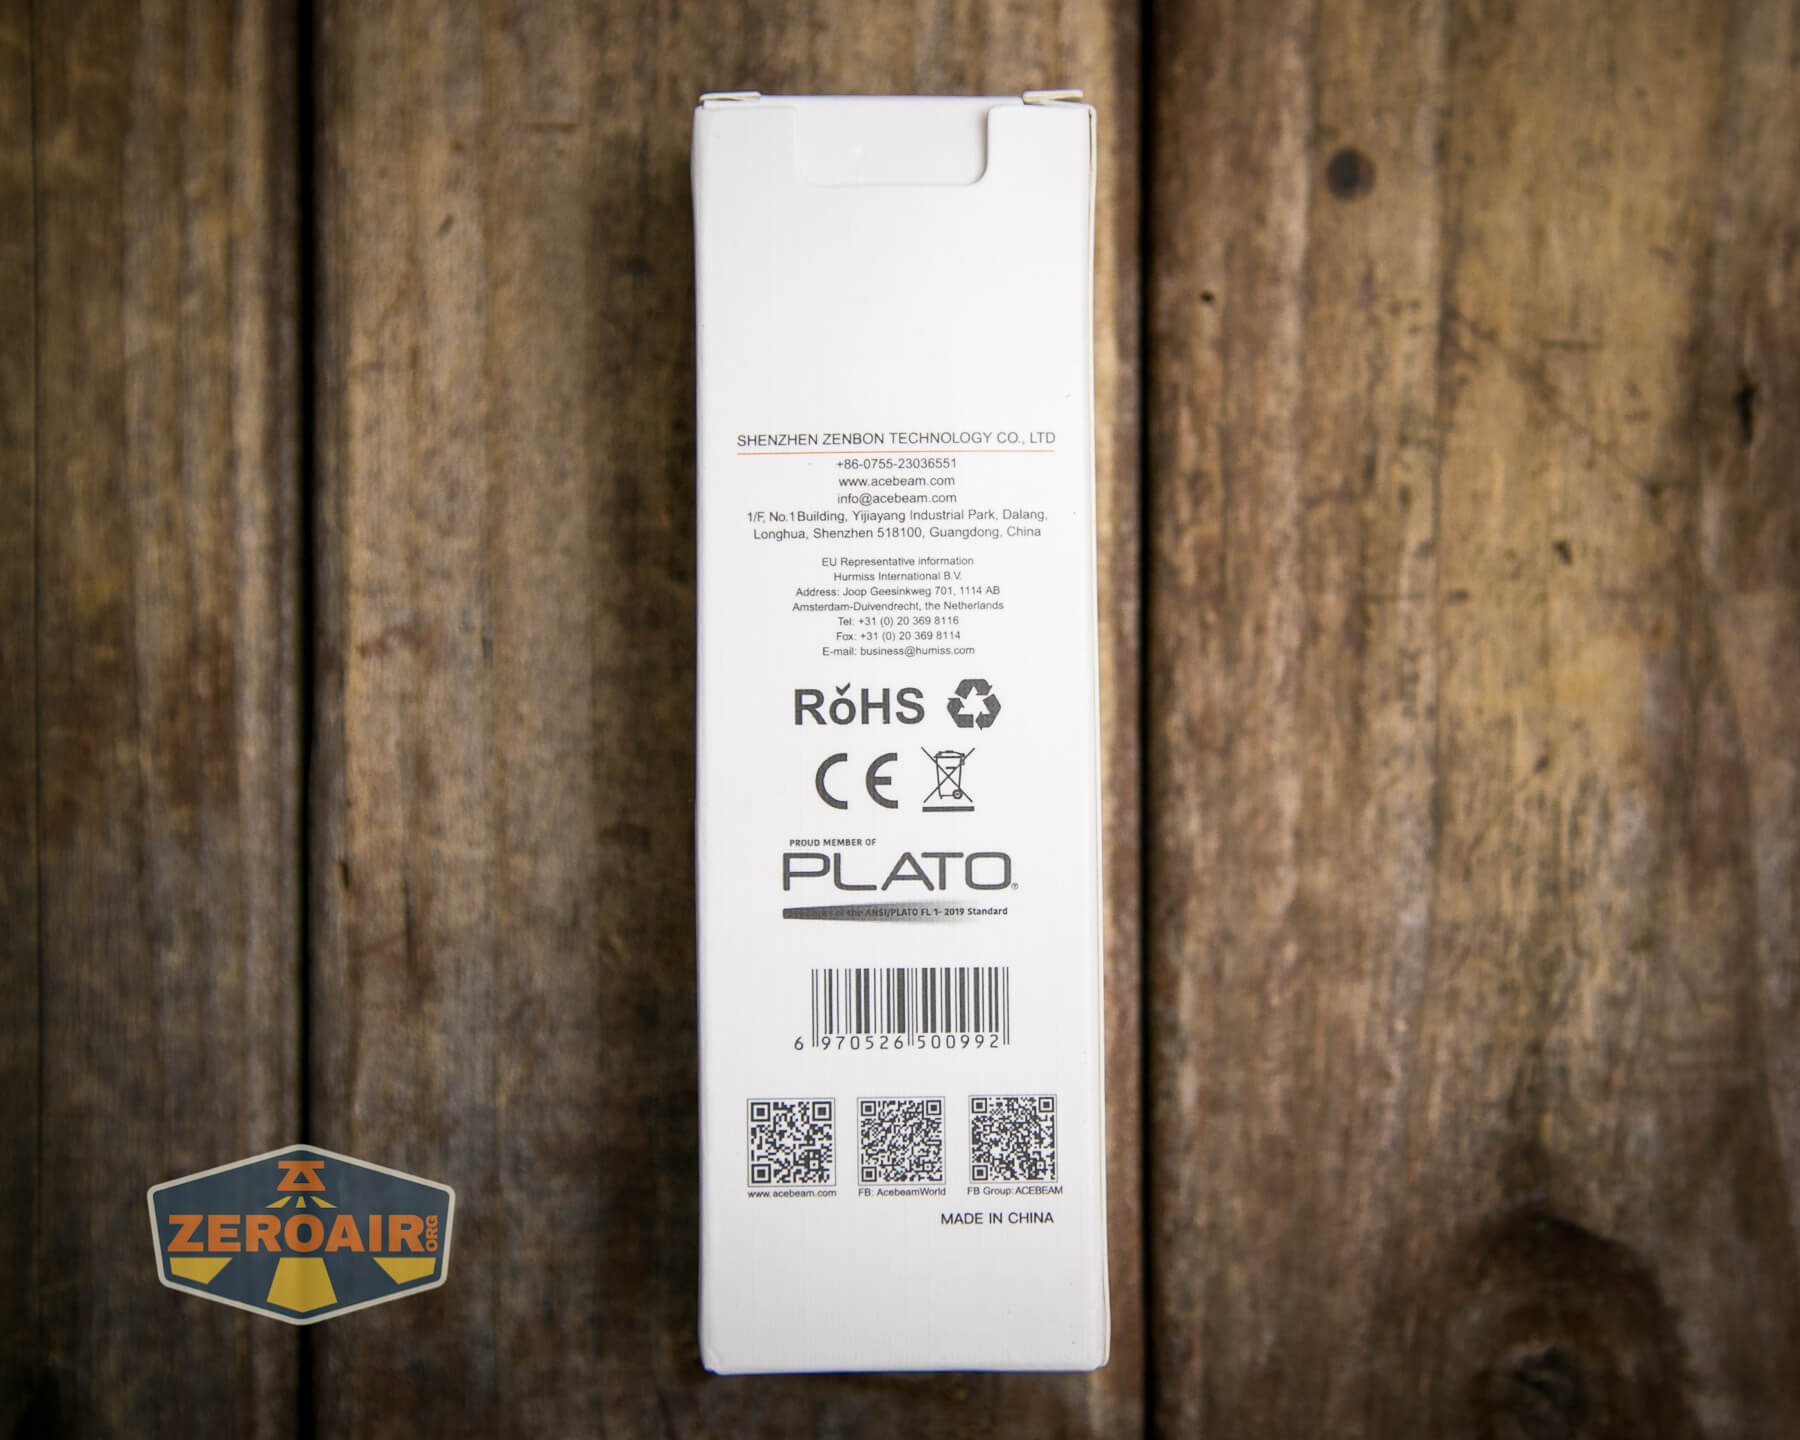 SHENZHEN ZENBON TECHNOLOGY CO., LTD
+86-0755-23036551
www.acebeam.com
info@acebeam.com
1/F, No.1 Building, Yijiayang Industrial Park, Dalang,
Longhua, Shenzhen 518100, Guangdong, China
EU Representative information
Hurmiss International B.V.
Address: Joop Geesinkweg 701, 1114 AB
Amsterdam-Duivendrecht, the Netherlands
Tel: +31 (0) 20 369 8116
Fox: +31 (0) 20 369 8114
E-mail: business@humiss.com
RoHS
CE
PROUD MEMBER OF
PLATO®
of the ANSI/PLATO FL 1- 2019 Standard
6 970526 500992
www.acebeam.com
FB: AcebeamWorld
FB Group: ACEBEAM
MADE IN CHINA
ZEROAIR.ORG